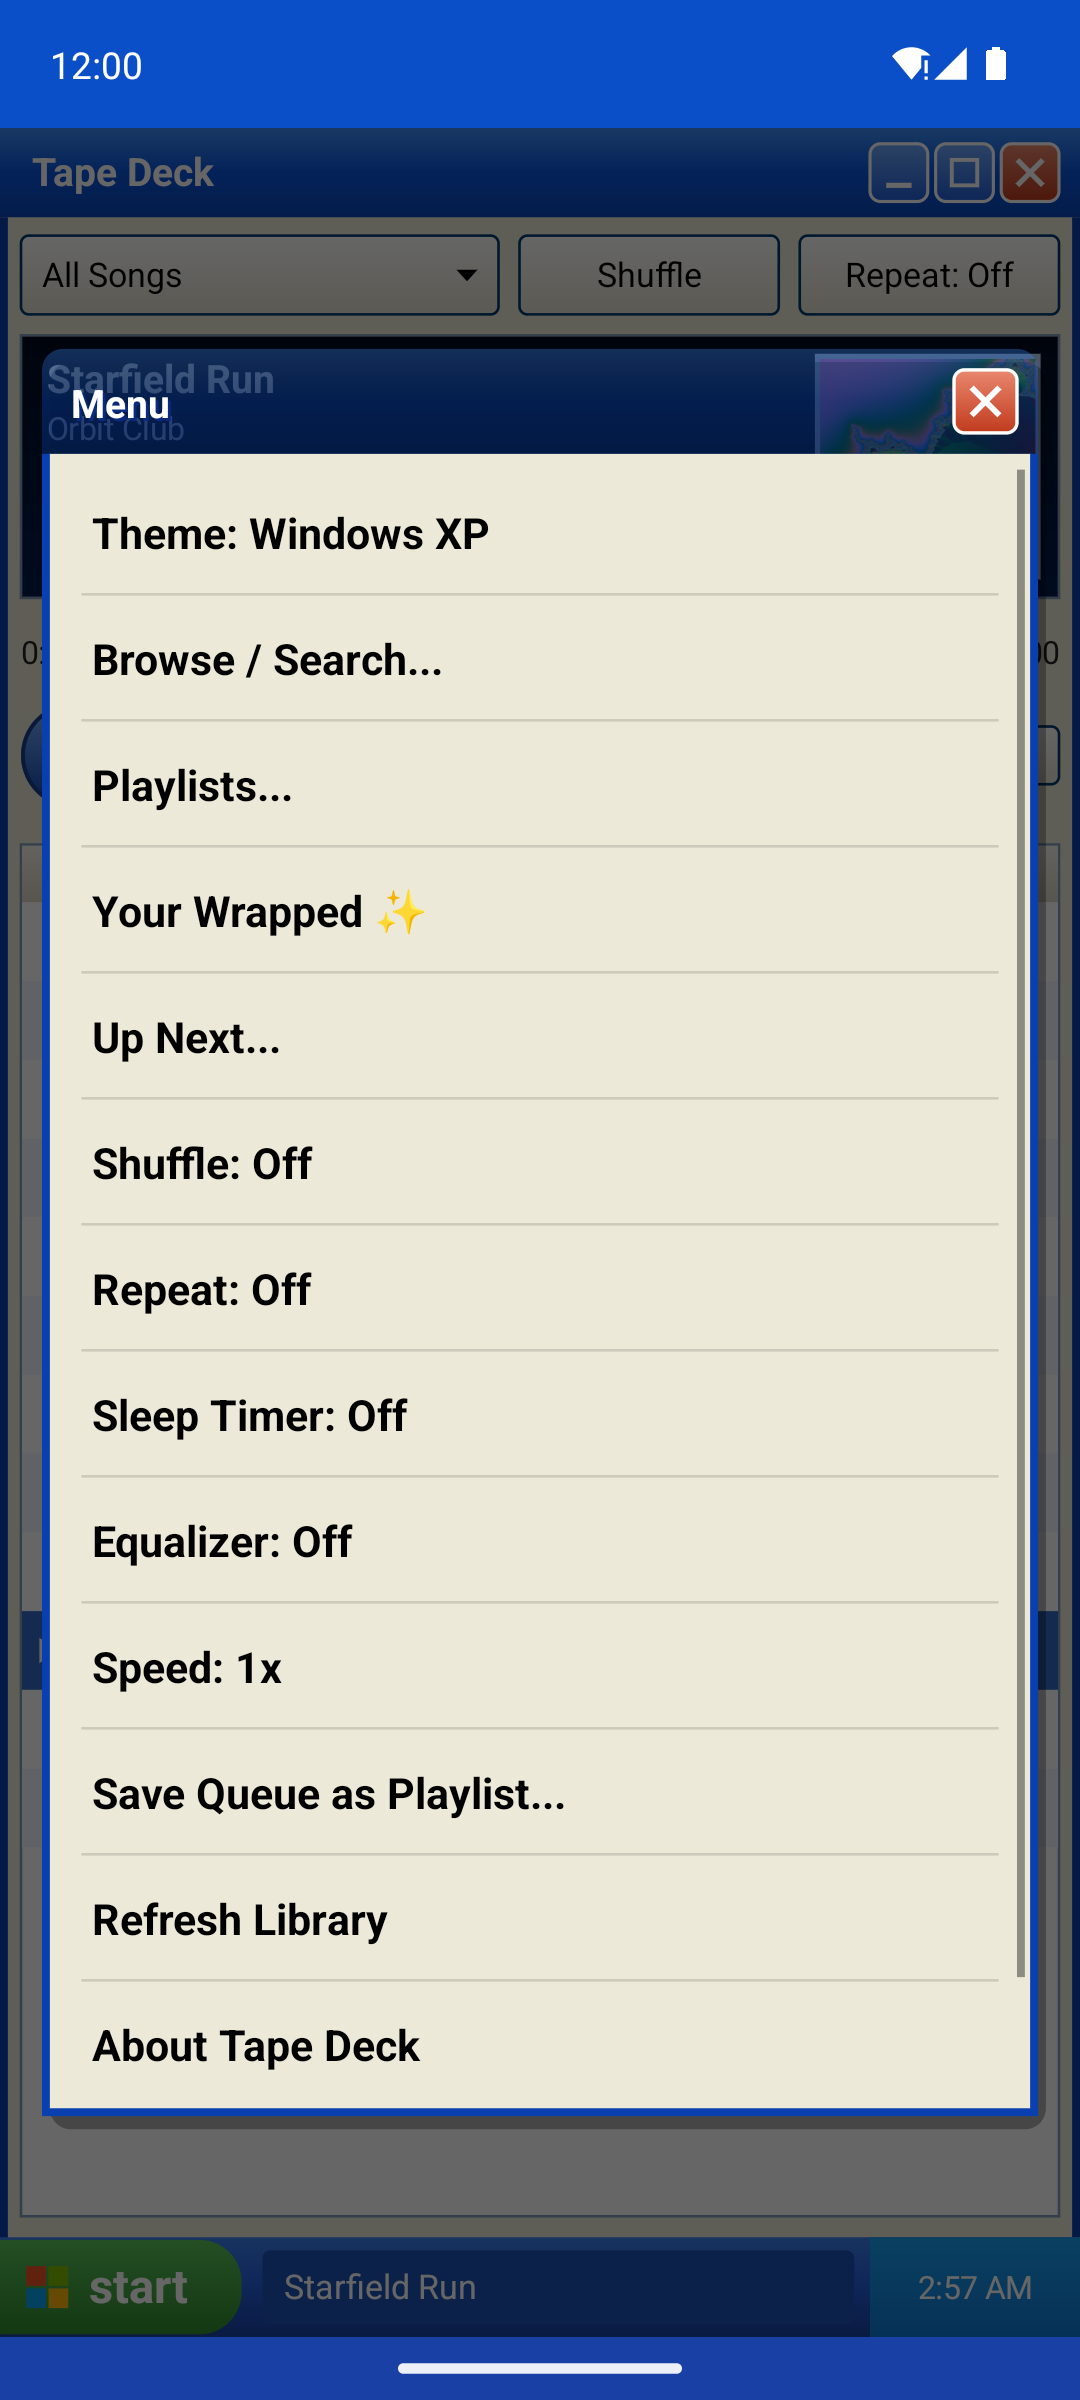 12:00
Tape Deck
All Songs
Shuffle
Repeat: Off
Starfield Run
Menu
Orbit Club
Theme: Windows XP
Browse / Search...
Playlists...
Your Wrapped ✨
Up Next...
Shuffle: Off
Repeat: Off
Sleep Timer: Off
Equalizer: Off
Speed: 1x
Save Queue as Playlist...
Refresh Library
About Tape Deck
start
Starfield Run
2:57 AM